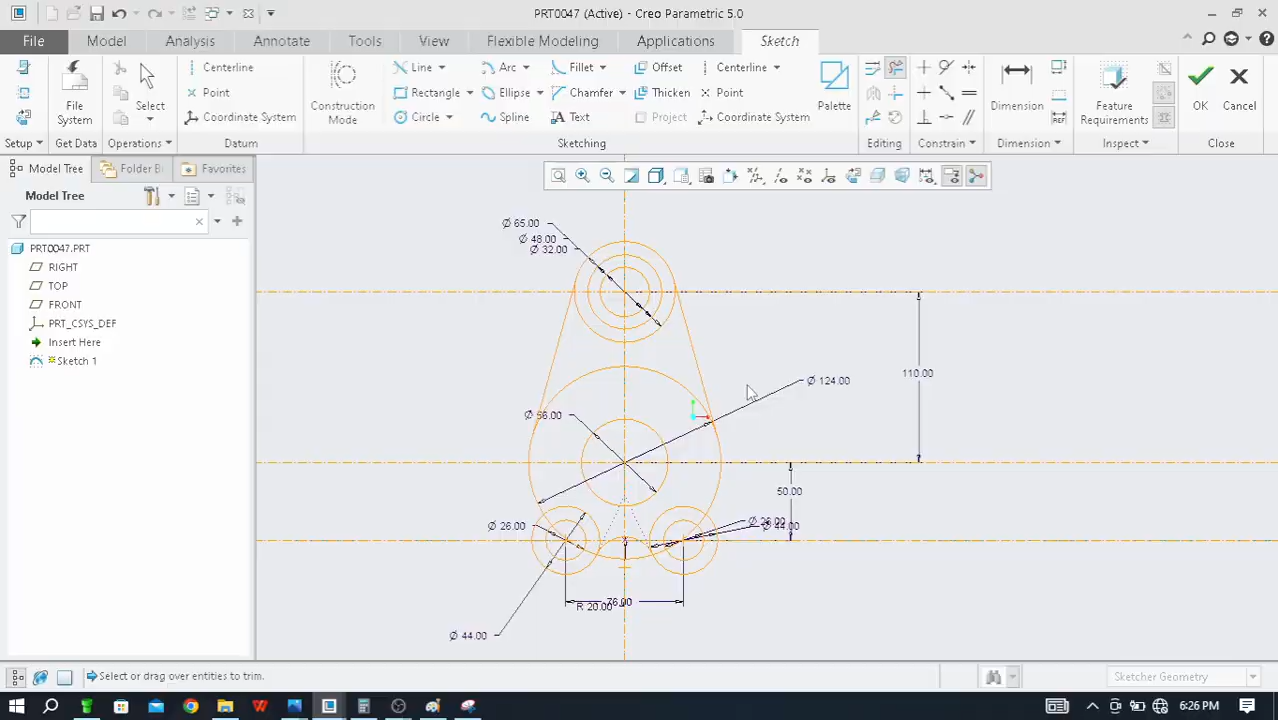 PRT0047 (Active) - Creo Parametric 5.0
File Model Analysis Annotate Tools View Flexible Modeling Applications Sketch
File System
Select
Centerline
Point
Coordinate System
Construction Mode
Line Arc Fillet Offset Centerline
Rectangle Ellipse Chamfer Thicken Point
Circle Spline Text Project Coordinate System
Palette
Dimension
Feature Requirements
OK
Cancel
Setup Get Data Operations Datum Sketching Editing Constrain Dimension Inspect Close
Model Tree Folder B Favorites
Model Tree
PRT0047.PRT
RIGHT
TOP
FRONT
PRT_CSYS_DEF
Insert Here
Sketch 1
Ø 65.00
Ø 48.00
Ø 32.00
110.00
Ø 124.00
50.00
Ø 26.00
Ø 44.00
R 20.00
76.00
Ø 44.00
Select or drag over entities to trim.
Sketcher Geometry
6:26 PM